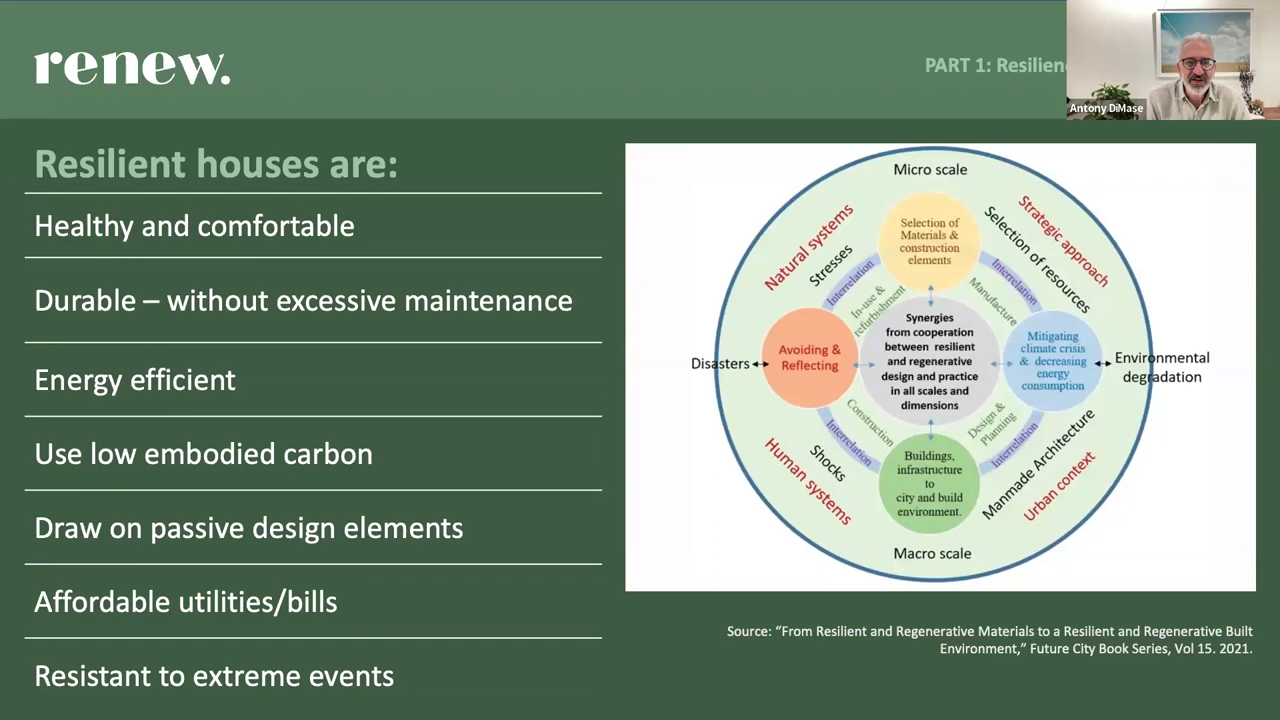 renew.
PART 1:
Antony DiMase
Resilient houses are:
Healthy and comfortable
Durable – without excessive maintenance
Energy efficient
Use low embodied carbon
Draw on passive design elements
Affordable utilities/bills
Resistant to extreme events
Micro scale
Natural systems
Stresses
Interrelation
In-use &
refurbishment
Selection of
Materials &
construction
elements
Strategic approach
Selection of resources
Interrelation
Manufacture
Disasters
Avoiding &
Reflecting
Synergies
from cooperation
between resilient
and regenerative
design and practice
in all scales and
dimensions
Mitigating
climate crisis
& decreasing
energy
consumption
Environmental
degradation
Construction
Interrelation
Shocks
Human systems
Buildings,
infrastructure
to
city and build
environment.
Design &
Planning
Interrelation
Manmade Architecture
Urban context
Macro scale
Source: “From Resilient and Regenerative Materials to a Resilient and Regenerative Built
Environment,” Future City Book Series, Vol 15. 2021.